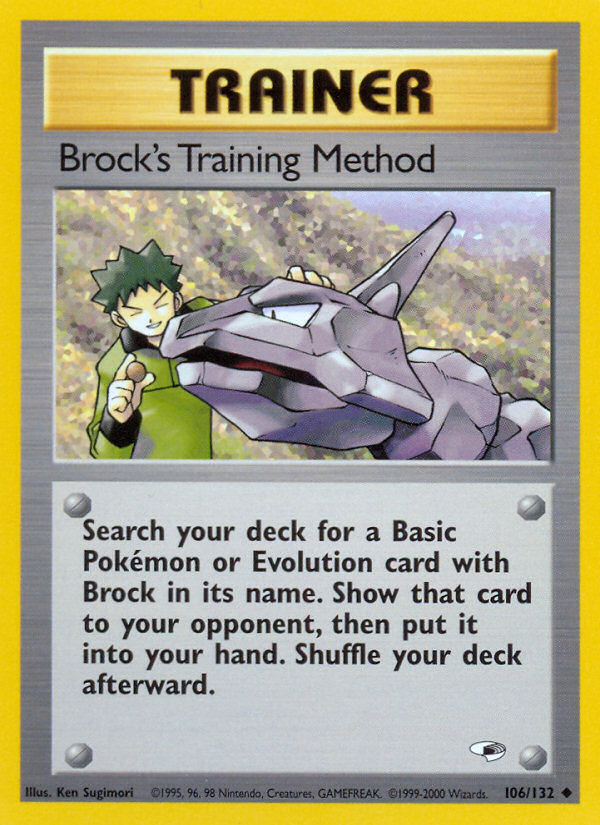 TRAINER
Brock's Training Method
Search your deck for a Basic
Pokémon or Evolution card with
Brock in its name. Show that card
to your opponent, then put it
into your hand. Shuffle your deck
afterward.
Illus. Ken Sugimori ©1995, 96, 98 Nintendo, Creatures, GAMEFREAK. ©1999-2000 Wizards. 106/132 ◆